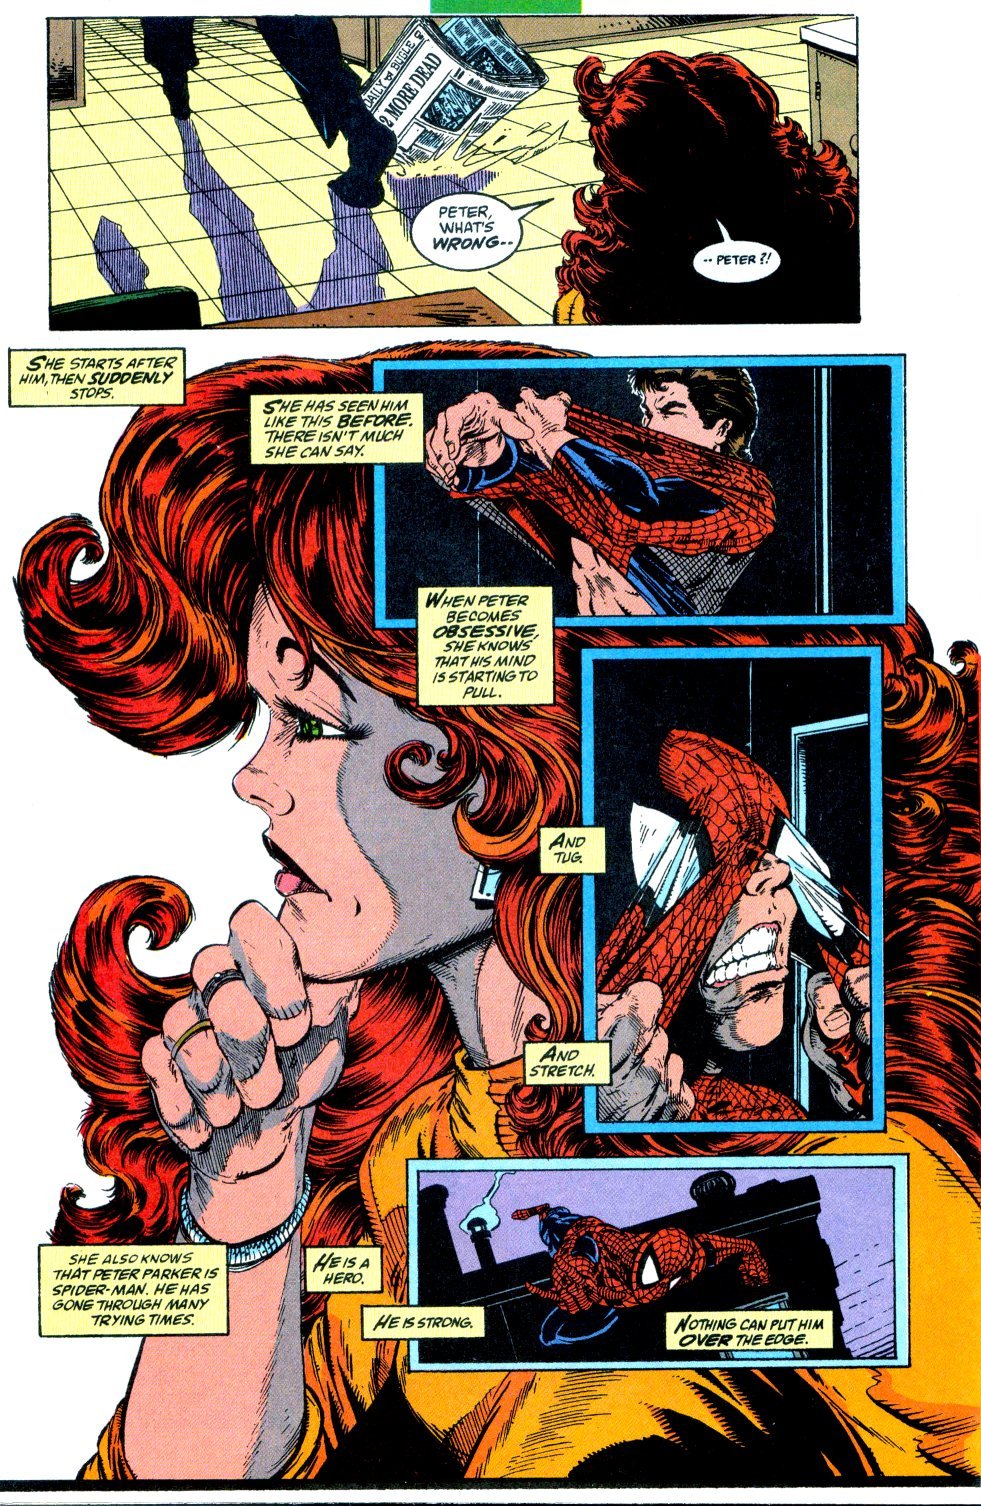 DAILY BUGLE
2 MORE DEAD
PETER,
WHAT'S
WRONG--
-- PETER?!
SHE STARTS AFTER
HIM, THEN SUDDENLY
STOPS.
SHE HAS SEEN HIM
LIKE THIS BEFORE.
THERE ISN'T MUCH
SHE CAN SAY.
WHEN PETER
BECOMES
OBSESSIVE,
SHE KNOWS
THAT HIS MIND
IS STARTING TO
PULL.
AND
TUG.
AND
STRETCH.
SHE ALSO KNOWS
THAT PETER PARKER IS
SPIDER-MAN. HE HAS
GONE THROUGH MANY
TRYING TIMES.
HE IS A
HERO.
HE IS STRONG.
NOTHING CAN PUT HIM
OVER THE EDGE.